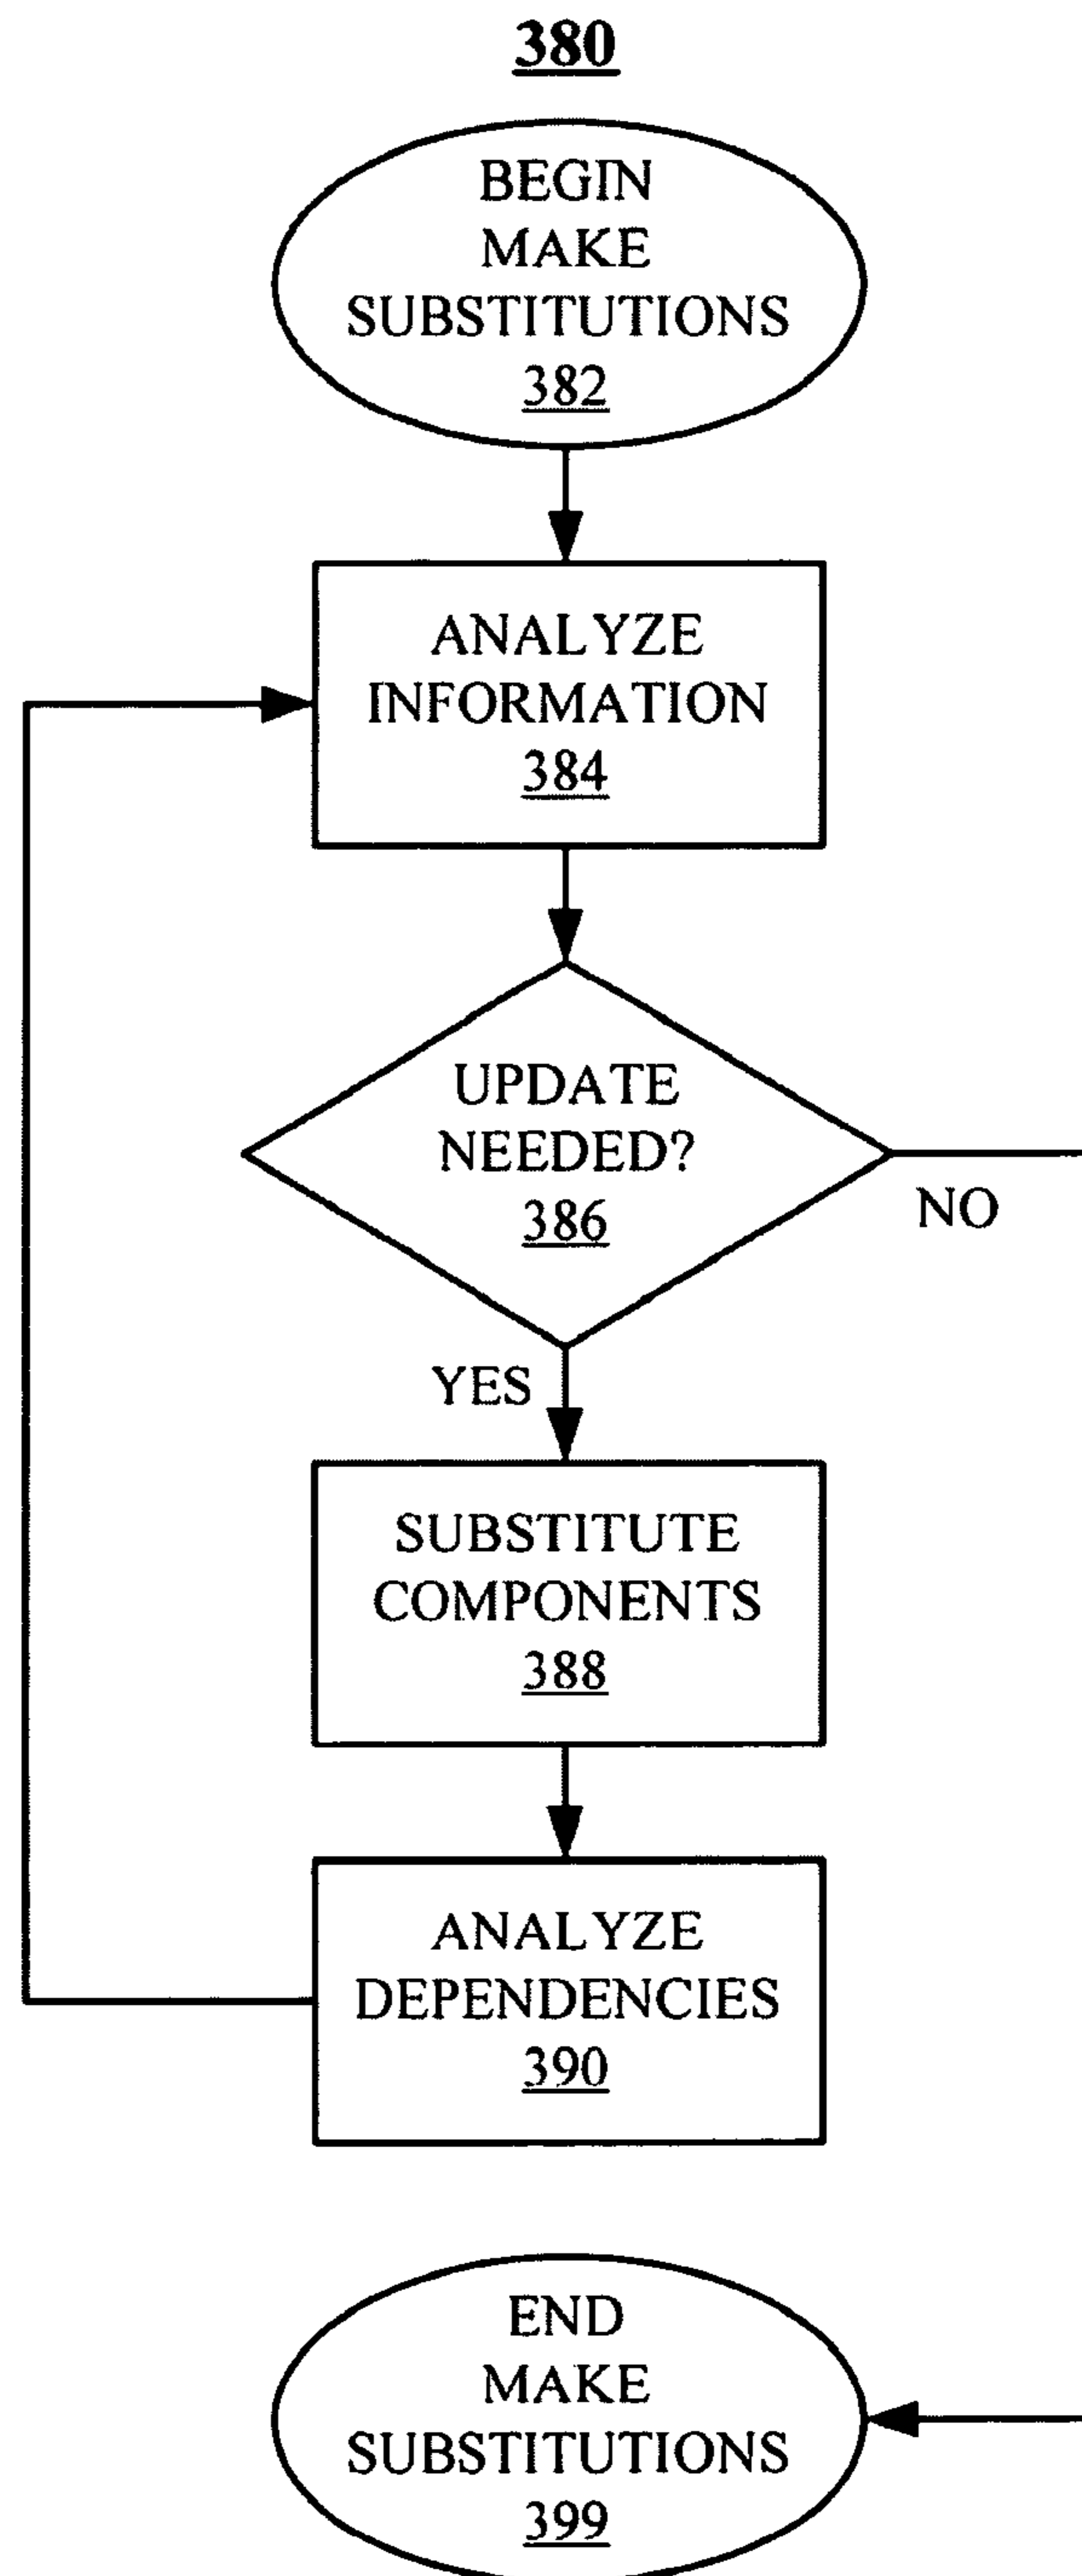 380
BEGIN
MAKE
SUBSTITUTIONS
382
ANALYZE
INFORMATION
384
UPDATE
NEEDED?
386
NO
YES
SUBSTITUTE
COMPONENTS
388
ANALYZE
DEPENDENCIES
390
END
MAKE
SUBSTITUTIONS
399